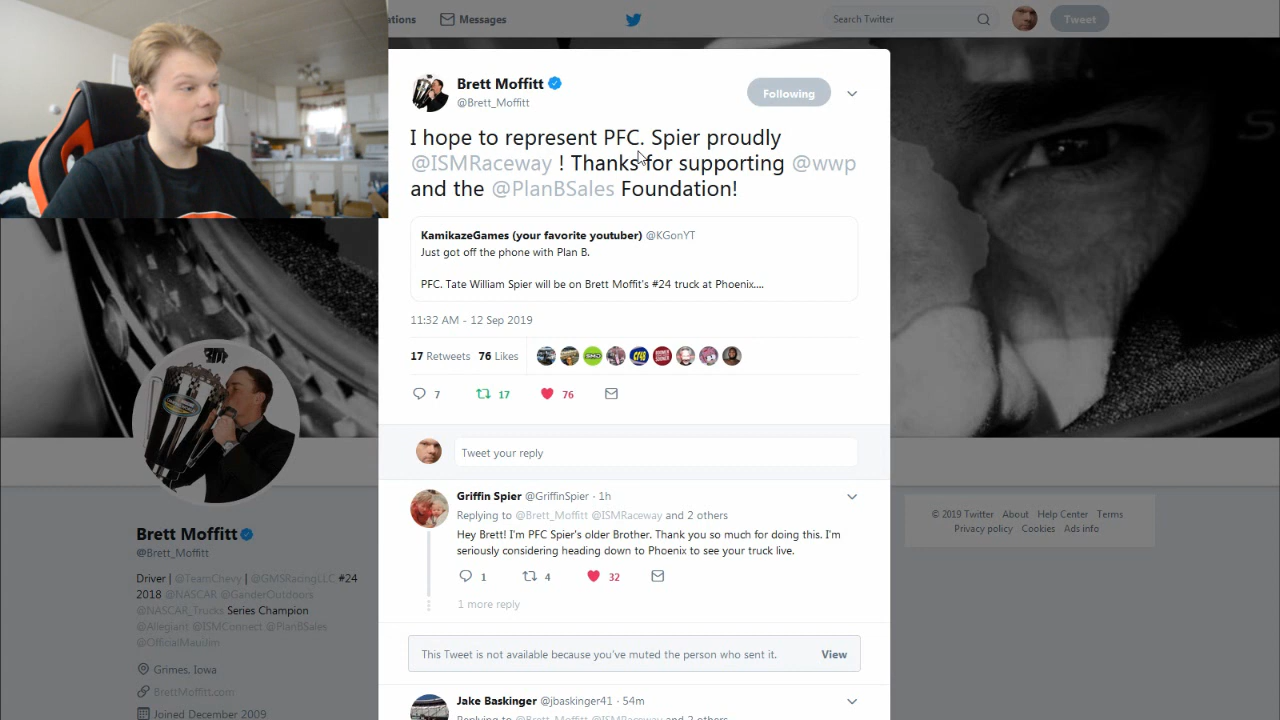 Messages
Search Twitter
Tweet
Brett Moffitt
@Brett_Moffitt
Following
I hope to represent PFC. Spier proudly
@ISMRaceway ! Thanks for supporting @wwp
and the @PlanBSales Foundation!
KamikazeGames (your favorite youtuber) @KGonYT
Just got off the phone with Plan B.
PFC. Tate William Spier will be on Brett Moffit's #24 truck at Phoenix....
11:32 AM - 12 Sep 2019
17 Retweets 76 Likes
7 17 76
Tweet your reply
Griffin Spier @GriffinSpier · 1h
Replying to @Brett_Moffitt @ISMRaceway and 2 others
Hey Brett! I'm PFC Spier's older Brother. Thank you so much for doing this. I'm
seriously considering heading down to Phoenix to see your truck live.
1 4 32
1 more reply
This Tweet is not available because you've muted the person who sent it. View
Jake Baskinger @jbaskinger41 · 54m
Replying to @Brett_Moffitt @ISMRaceway and 2 others
Brett Moffitt
@Brett_Moffitt
Driver | @TeamChevy | @GMSRacingLLC #24
2018 @NASCAR @GanderOutdoors
@NASCAR_Trucks Series Champion
@Allegiant @ISMConnect @PlanBSales
@OfficialMauiJim
Grimes, Iowa
BrettMoffitt.com
Joined December 2009
© 2019 Twitter About Help Center Terms
Privacy policy Cookies Ads info